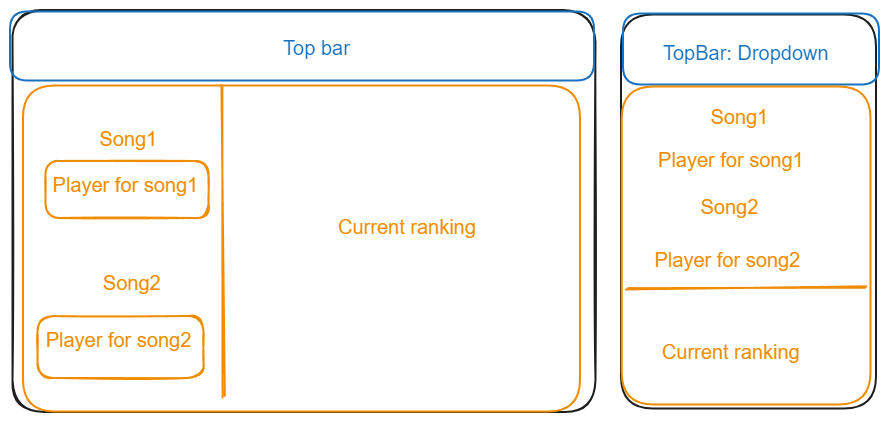 Top bar
Song1
Player for song1
Song2
Player for song2
Current ranking
TopBar: Dropdown
Song1
Player for song1
Song2
Player for song2
Current ranking